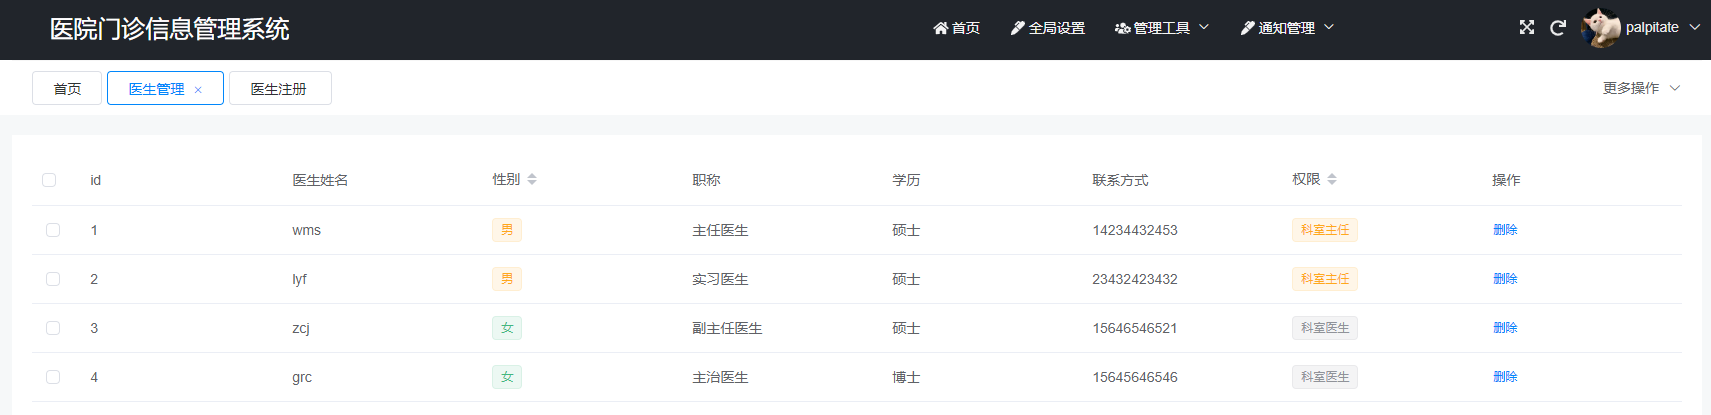 医院门诊信息管理系统 首页 全局设置 管理工具 通知管理 palpitate
首页 医生管理 × 医生注册 更多操作
id 医生姓名 性别 职称 学历 联系方式 权限 操作
1 wms 男 主任医生 硕士 14234432453 科室主任 删除
2 lyf 男 实习医生 硕士 23432423432 科室主任 删除
3 zcj 女 副主任医生 硕士 15646546521 科室医生 删除
4 grc 女 主治医生 博士 15645646546 科室医生 删除